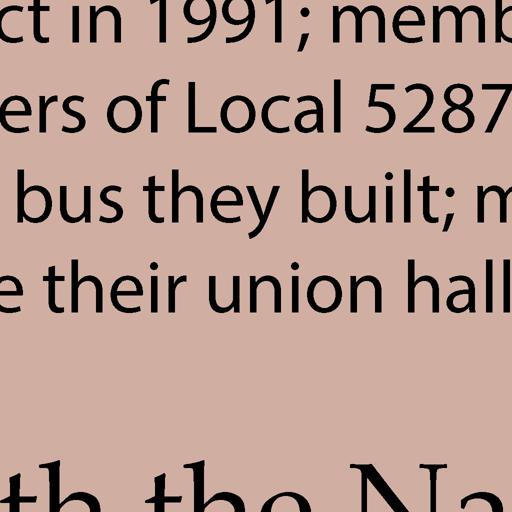 ct in 1991; memb
ers of Local 5287
bus they built; m
e their union hall
th the Na